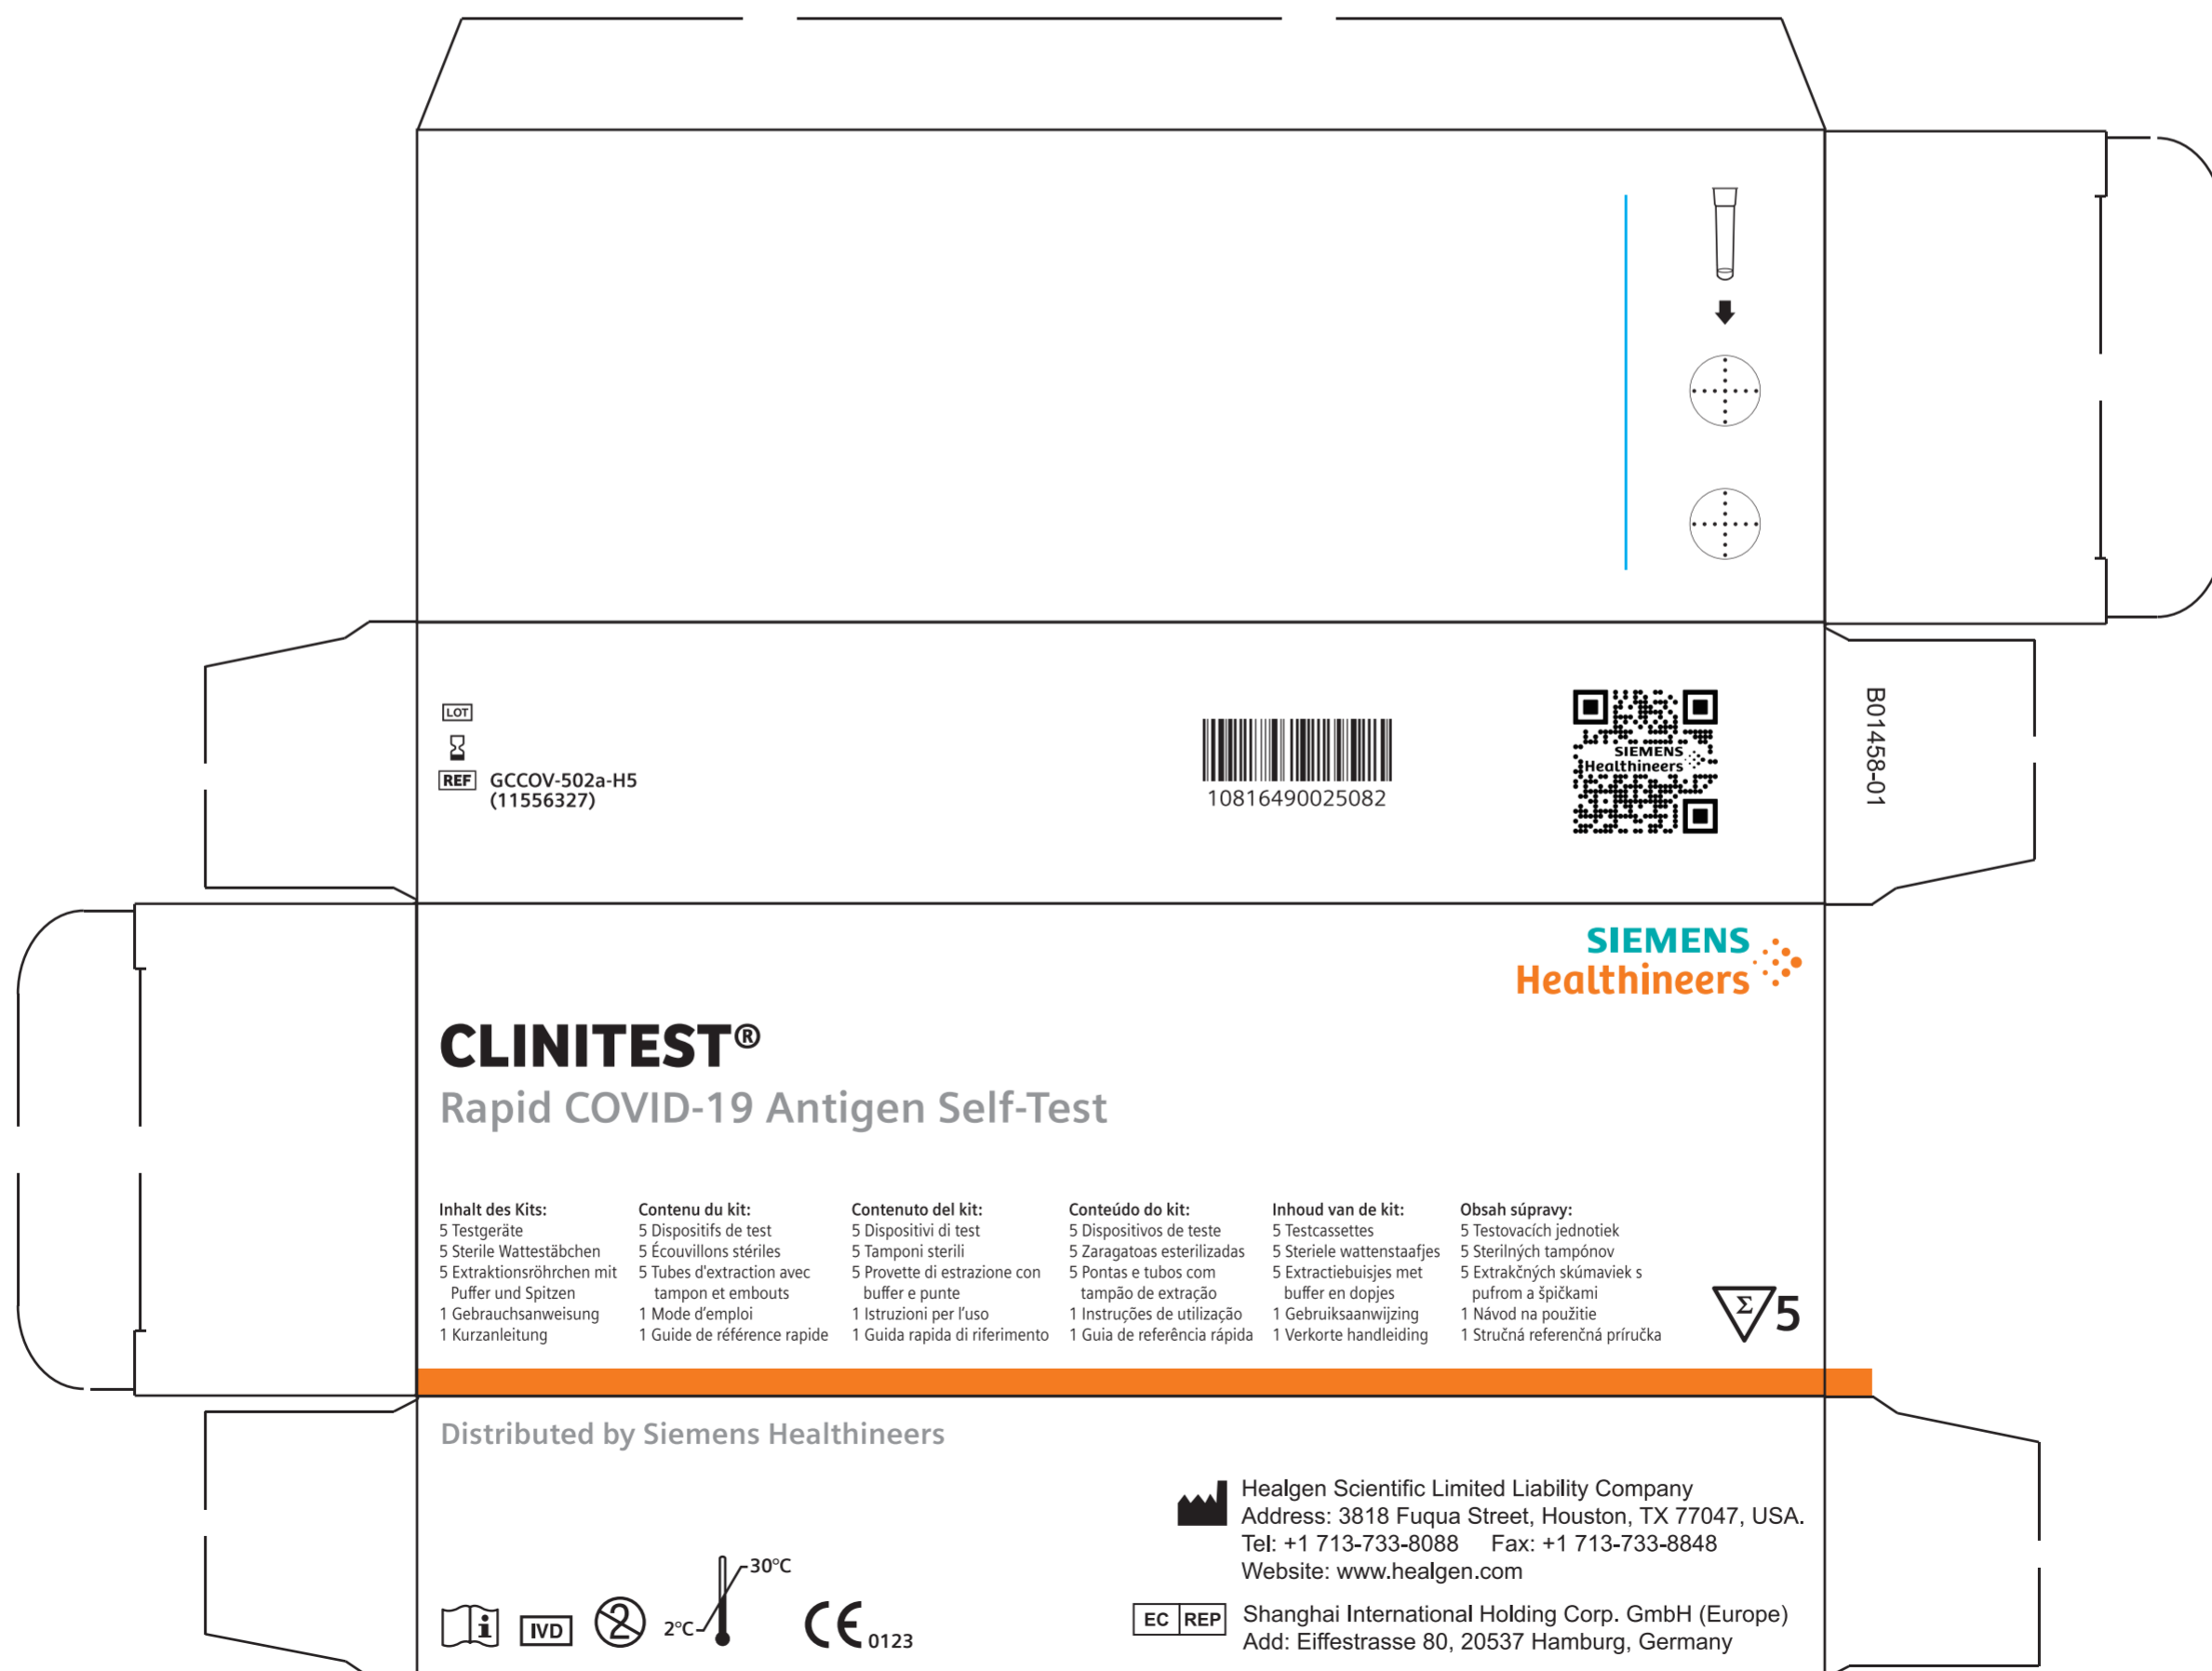 LOT
REF GCCOV-502a-H5
(11556327)
10816490025082
SIEMENS
Healthineers
B01458-01
SIEMENS
Healthineers
CLINITEST®
Rapid COVID-19 Antigen Self-Test
Inhalt des Kits:
5 Testgeräte
5 Sterile Wattestäbchen
5 Extraktionsröhrchen mit
Puffer und Spitzen
1 Gebrauchsanweisung
1 Kurzanleitung
Contenu du kit:
5 Dispositifs de test
5 Écouvillons stériles
5 Tubes d'extraction avec
tampon et embouts
1 Mode d’emploi
1 Guide de référence rapide
Contenuto del kit:
5 Dispositivi di test
5 Tamponi sterili
5 Provette di estrazione con
buffer e punte
1 Istruzioni per l’uso
1 Guida rapida di riferimento
Conteúdo do kit:
5 Dispositivos de teste
5 Zaragatoas esterilizadas
5 Pontas e tubos com
tampão de extração
1 Instruções de utilização
1 Guia de referência rápida
Inhoud van de kit:
5 Testcassettes
5 Steriele wattenstaafjes
5 Extractiebuisjes met
buffer en dopjes
1 Gebruiksaanwijzing
1 Verkorte handleiding
Obsah súpravy:
5 Testovacích jednotiek
5 Sterilných tampónov
5 Extrakčných skúmaviek s
pufrom a špičkami
1 Návod na použitie
1 Stručná referenčná príručka
Σ 5
Distributed by Siemens Healthineers
Healgen Scientific Limited Liability Company
Address: 3818 Fuqua Street, Houston, TX 77047, USA.
Tel: +1 713-733-8088 Fax: +1 713-733-8848
Website: www.healgen.com
30°C
2°C
i
IVD
2
CE 0123
EC REP Shanghai International Holding Corp. GmbH (Europe)
Add: Eiffestrasse 80, 20537 Hamburg, Germany